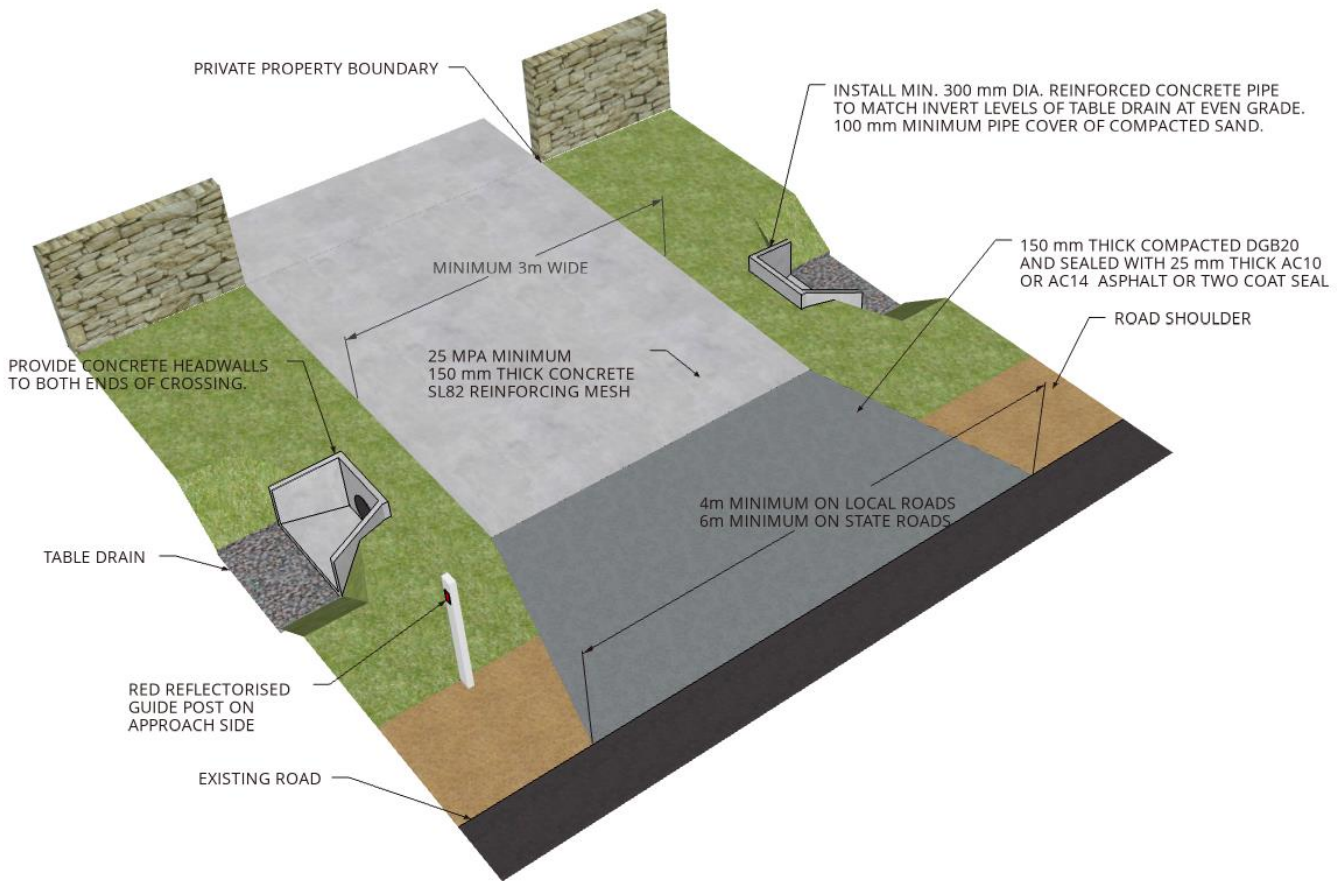 PRIVATE PROPERTY BOUNDARY
INSTALL MIN. 300 mm DIA. REINFORCED CONCRETE PIPE
TO MATCH INVERT LEVELS OF TABLE DRAIN AT EVEN GRADE.
100 mm MINIMUM PIPE COVER OF COMPACTED SAND.
150 mm THICK COMPACTED DGB20
AND SEALED WITH 25 mm THICK AC10
OR AC14 ASPHALT OR TWO COAT SEAL
MINIMUM 3m WIDE
ROAD SHOULDER
PROVIDE CONCRETE HEADWALLS
TO BOTH ENDS OF CROSSING.
25 MPA MINIMUM
150 mm THICK CONCRETE
SL82 REINFORCING MESH
4m MINIMUM ON LOCAL ROADS
6m MINIMUM ON STATE ROADS
TABLE DRAIN
RED REFLECTORISED
GUIDE POST ON
APPROACH SIDE
EXISTING ROAD